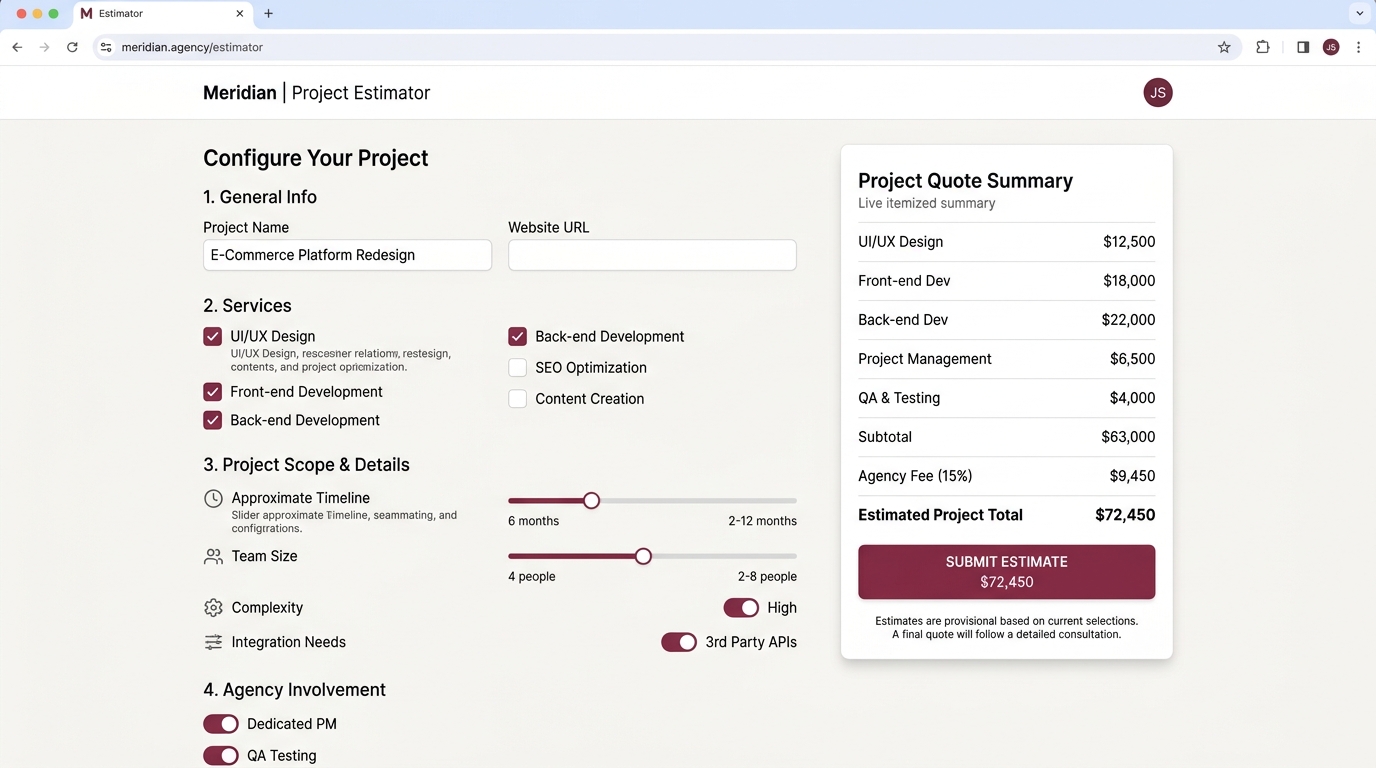 Estimator
meridian.agency/estimator
JS
Meridian | Project Estimator
JS
Configure Your Project
1. General Info
Project Name
Website URL
E-Commerce Platform Redesign
2. Services
UI/UX Design
UI/UX Design, relation, restesign,
contents, and project
Front-end Development
Back-end Development
Back-end Development
SEO Optimization
Content Creation
3. Project Scope & Details
Approximate Timeline
Slider approximate Timeline, seammating, and
configrrations.
6 months
2-12 months
Team Size
4 people
2-8 people
Complexity
High
Integration Needs
3rd Party APIs
4. Agency Involvement
Dedicated PM
QA Testing
Project Quote Summary
Live itemized summary
UI/UX Design $12,500
Front-end Dev $18,000
Back-end Dev $22,000
Project Management $6,500
QA & Testing $4,000
Subtotal $63,000
Agency Fee (15%) $9,450
Estimated Project Total $72,450
SUBMIT ESTIMATE
$72,450
Estimates are provisional based on current selections.
A final quote will follow a detailed consultation.